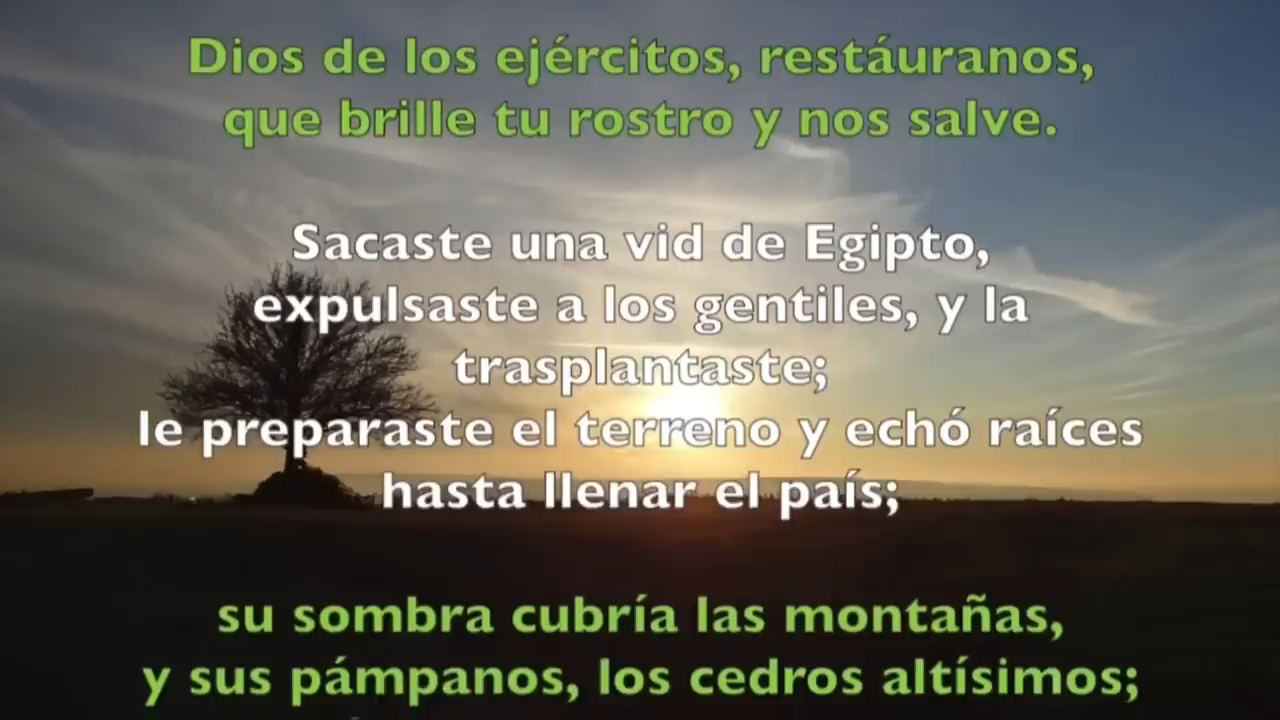 Dios de los ejércitos, restáuranos,
que brille tu rostro y nos salve.
Sacaste una vid de Egipto,
expulsaste a los gentiles, y la
trasplantaste;
le preparaste el terreno y echó raíces
hasta llenar el país;
su sombra cubría las montañas,
y sus pámpanos, los cedros altísimos;